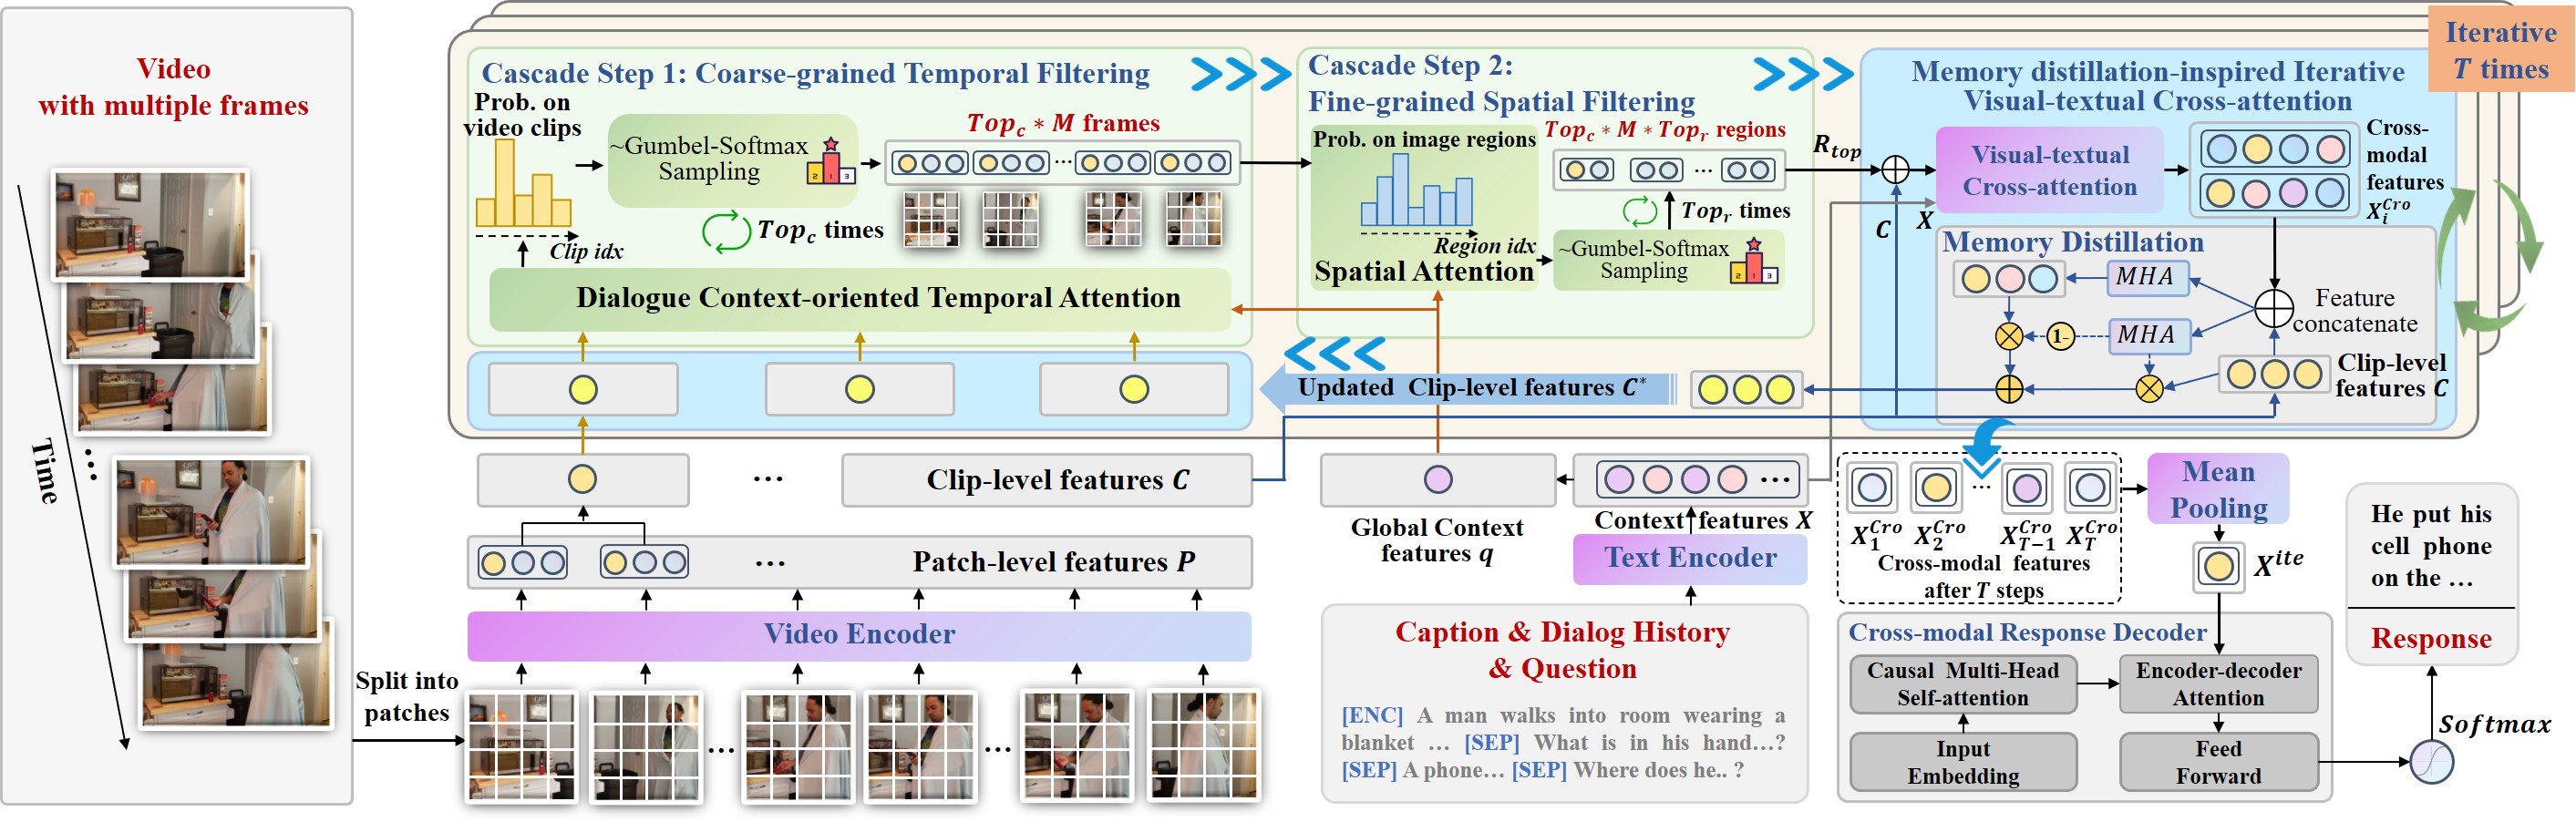 Video
with multiple frames
Time
...
Split into
patches
Cascade Step 1: Coarse-grained Temporal Filtering
Prob. on
video clips
Clip idx
~Gumbel-Softmax
Sampling
2 1 3
Top_c times
Top_c * M frames
...
Dialogue Context-oriented Temporal Attention
Cascade Step 2:
Fine-grained Spatial Filtering
Prob. on image regions
Region idx
Spatial Attention
Top_c * M * Top_r regions
...
Top_r times
~Gumbel-Softmax
Sampling
2 1 3
R_top
C
X
Memory distillation-inspired Iterative
Visual-textual Cross-attention
Iterative
T times
Visual-textual
Cross-attention
Cross-
modal
features
X_i^Cro
Memory Distillation
MHA
MHA
1-
Feature
concatenate
Clip-level
features C
Updated Clip-level features C*
...
Clip-level features C
...
Patch-level features P
Video Encoder
...
...
Global Context
features q
...
Context features X
Text Encoder
Caption & Dialog History
& Question
[ENC] A man walks into room wearing a
blanket ... [SEP] What is in his hand...?
[SEP] A phone... [SEP] Where does he.. ?
...
X_1^Cro X_2^Cro X_T-1^Cro X_T^Cro
Cross-modal features
after T steps
Mean
Pooling
X^ite
Cross-modal Response Decoder
Causal Multi-Head
Self-attention
Encoder-decoder
Attention
Input
Embedding
Feed
Forward
Softmax
He put his
cell phone
on the ...
Response